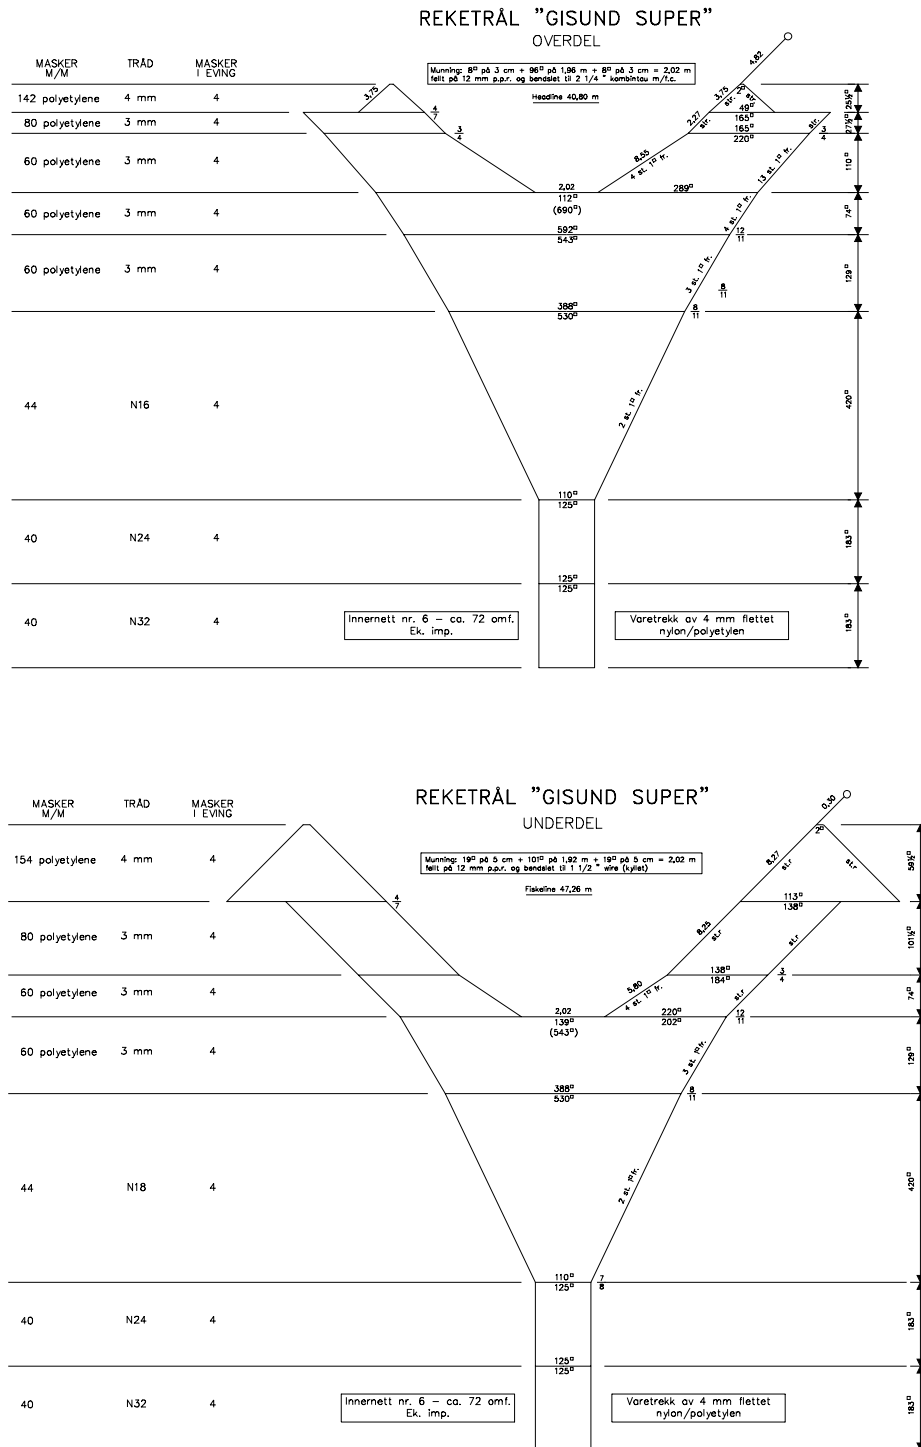 REKETRÅL "GISUND SUPER"
OVERDEL
MASKER
M/M
TRÅD
MASKER
I EVING
Munning: 8□ på 3 cm + 96□ på 1,96 m + 8□ på 3 cm = 2,02 m
fellt på 12 mm p.p.r. og bendslet til 2 1/4 " kombintau m/f.c.
Headline 40,80 m
4,82
142 polyetylene 4 mm 4
3,75
3,75
2□
str.
str.
49□
25½□
80 polyetylene 3 mm 4
4/7
2,27
str.
165□
165□
str.
27½□
3/4
220□
3/4
60 polyetylene 3 mm 4
8,55
4 st. 1□ fr.
13 st. 1□ fr.
110□
2,02
289□
112□
(690□)
60 polyetylene 3 mm 4
4 st. 1□ fr.
74□
592□
543□
12/11
60 polyetylene 3 mm 4
3 st. 1□ fr.
129□
8/11
388□
530□
8/11
44 N16 4
2 st. 1□ fr.
420□
110□
125□
40 N24 4
183□
125□
125□
40 N32 4
Innernett nr. 6 – ca. 72 omf.
Ek. imp.
Varetrekk av 4 mm flettet
nylon/polyetylen
183□
REKETRÅL "GISUND SUPER"
UNDERDEL
MASKER
M/M
TRÅD
MASKER
I EVING
0,30
2□
Munning: 19□ på 5 cm + 101□ på 1,92 m + 19□ på 5 cm = 2,02 m
fellt på 12 mm p.p.r. og bendslet til 1 1/2 " wire (kyllet)
Fiskeline 47,26 m
154 polyetylene 4 mm 4
8,27
str
str
59½□
4/7
113□
138□
80 polyetylene 3 mm 4
8,25
str
str
101½□
138□
184□
3/4
60 polyetylene 3 mm 4
5,80
4 st. 1□ fr.
str
74□
2,02
220□
139□
202□
12/11
(543□)
60 polyetylene 3 mm 4
3 st. 1□fr.
129□
388□
530□
8/11
44 N18 4
2 st. 1□fr.
420□
110□
125□
7/8
40 N24 4
183□
125□
125□
40 N32 4
Innernett nr. 6 – ca. 72 omf.
Ek. imp.
Varetrekk av 4 mm flettet
nylon/polyetylen
183□